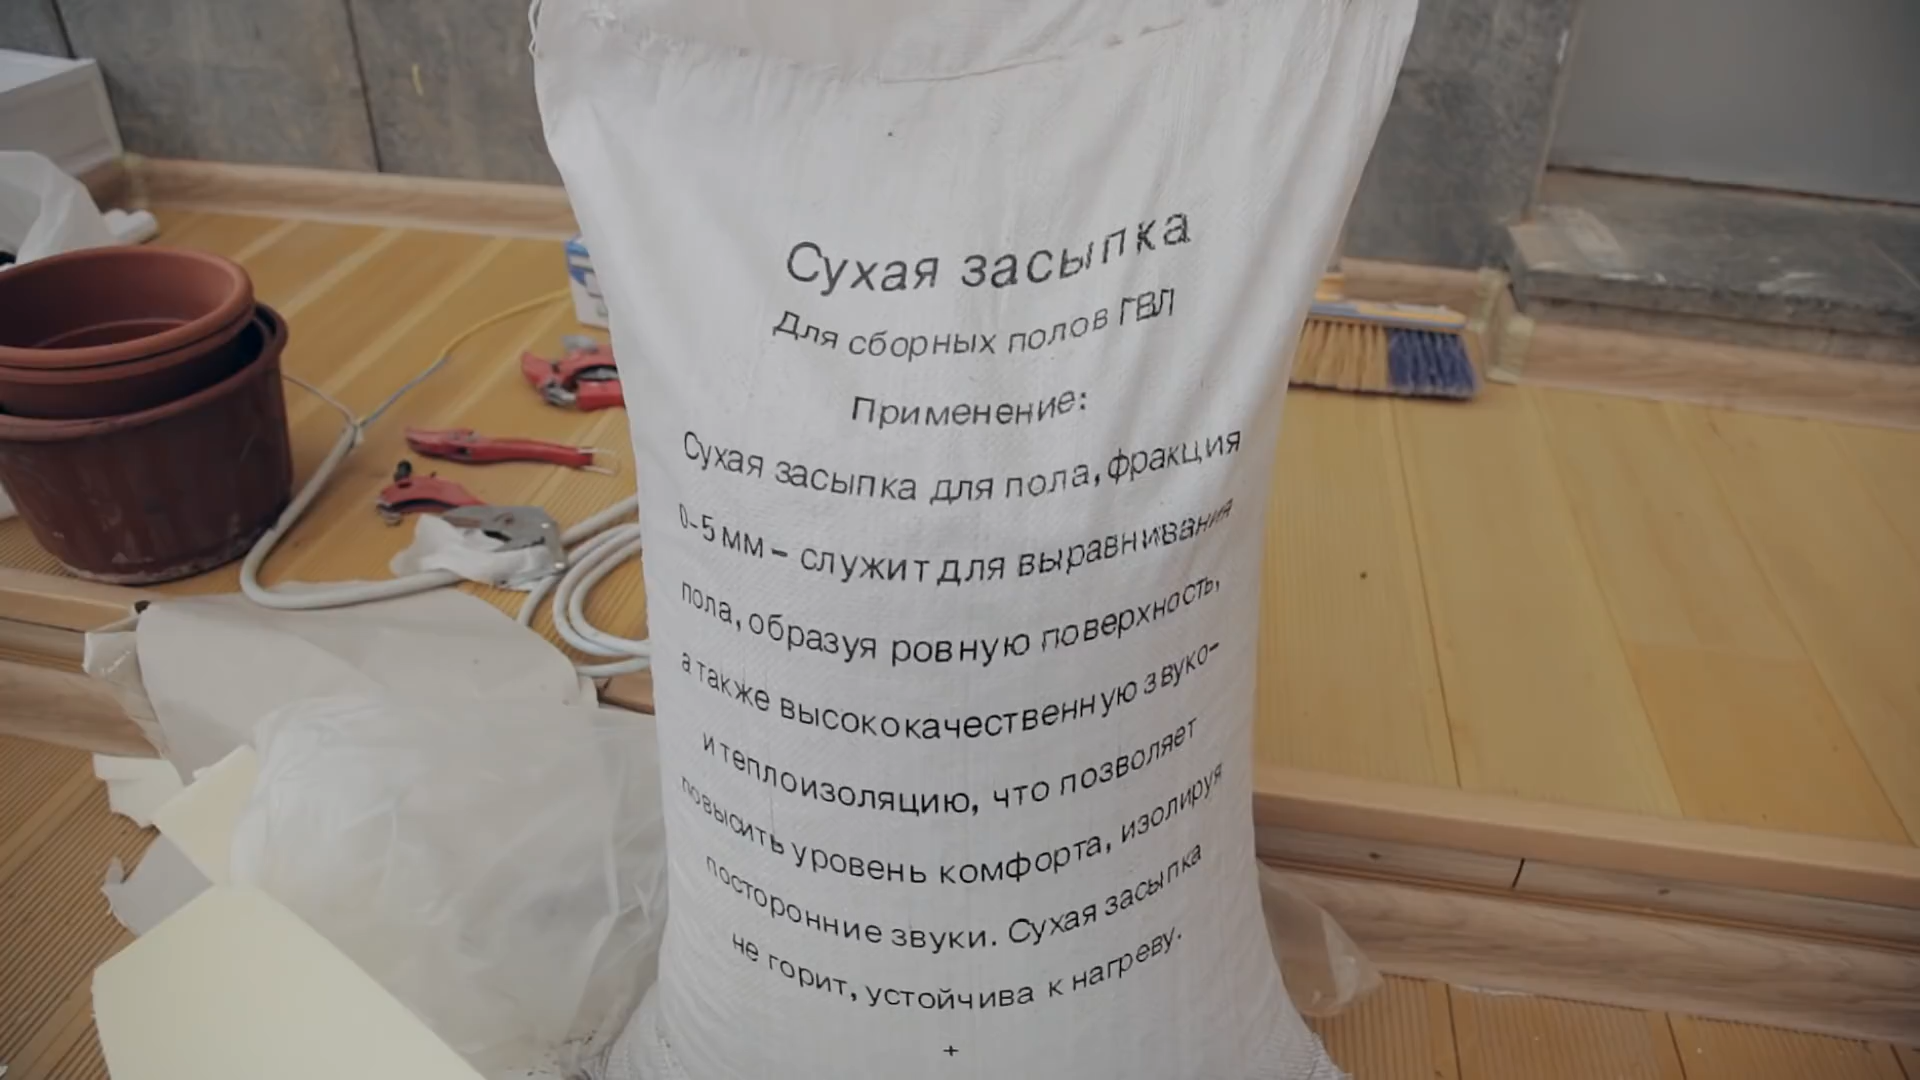 Сухая засыпка
Для сборных полов ГВЛ
Применение:
Сухая засыпка для пола, фракция
0-5 мм – служит для выравнивания
пола, образуя ровную поверхность,
а также высококачественную звуко-
и теплоизоляцию, что позволяет
повысить уровень комфорта, изолируя
посторонние звуки. Сухая засыпка
не горит, устойчива к нагреву.
+